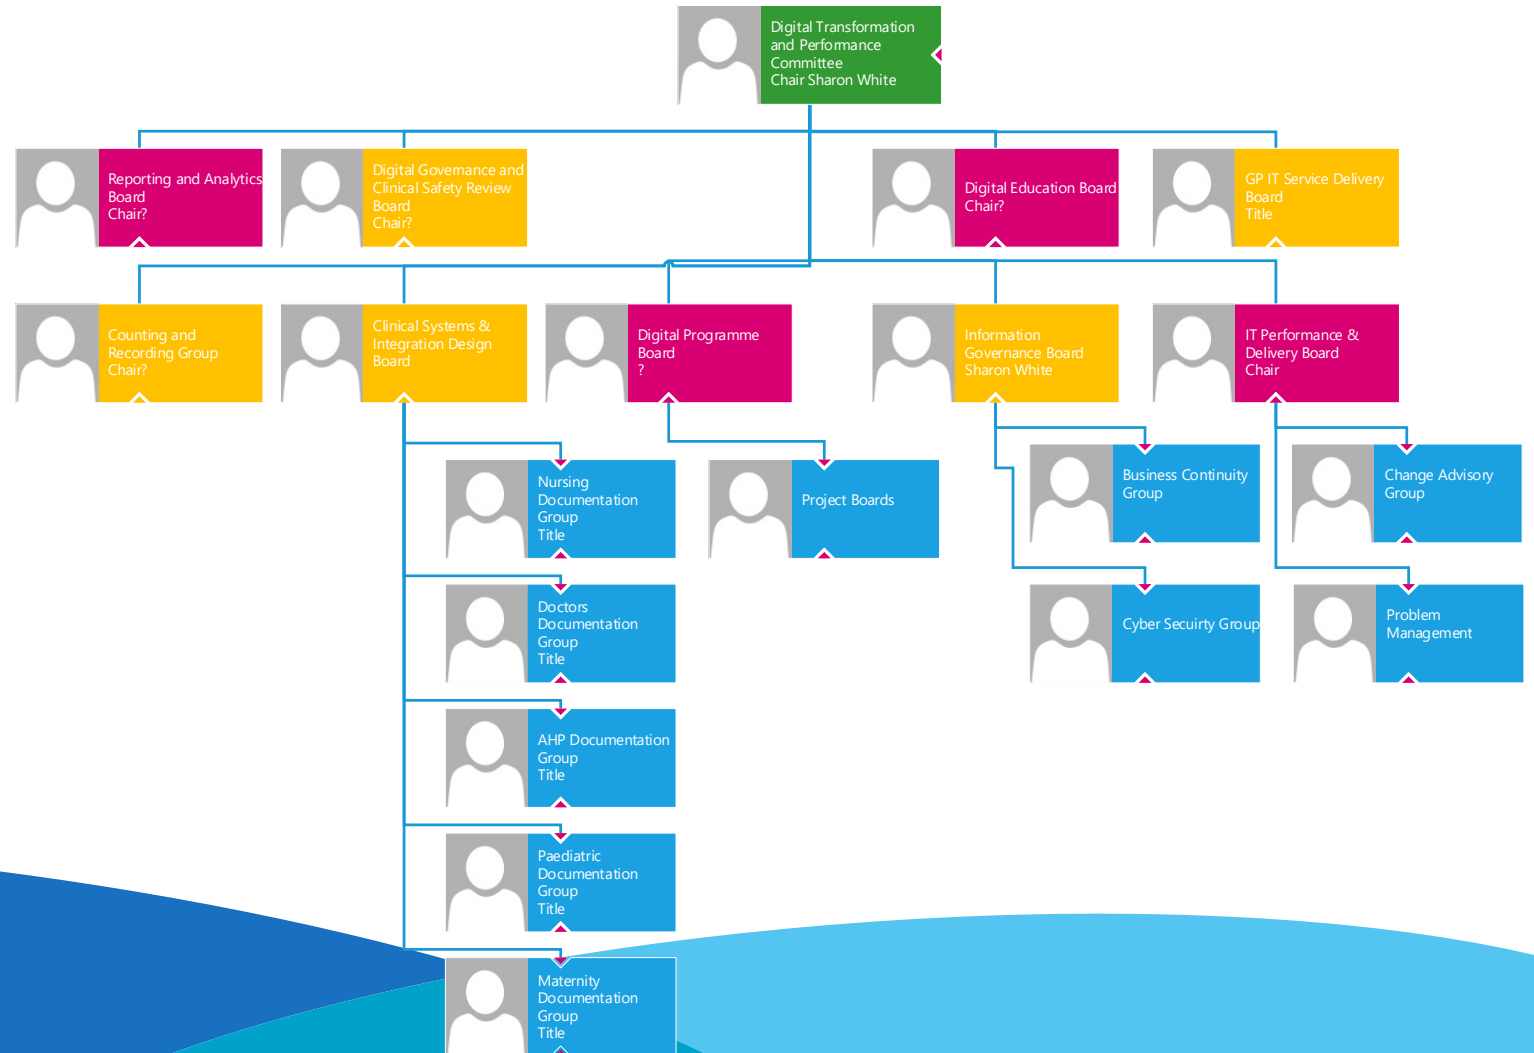 Digital Transformation
and Performance
Committee
Chair Sharon White
Reporting and Analytics
Board
Chair?
Digital Governance and
Clinical Safety Review
Board
Chair?
Digital Education Board
Chair?
GP IT Service Delivery
Board
Title
Counting and
Recording Group
Chair?
Clinical Systems &
Integration Design
Board
Digital Programme
Board
?
Information
Governance Board
Sharon White
IT Performance &
Delivery Board
Chair
Nursing
Documentation
Group
Title
Project Boards
Business Continuity
Group
Change Advisory
Group
Doctors
Documentation
Group
Title
Cyber Secuirty Group
Problem
Management
AHP Documentation
Group
Title
Paediatric
Documentation
Group
Title
Maternity
Documentation
Group
Title